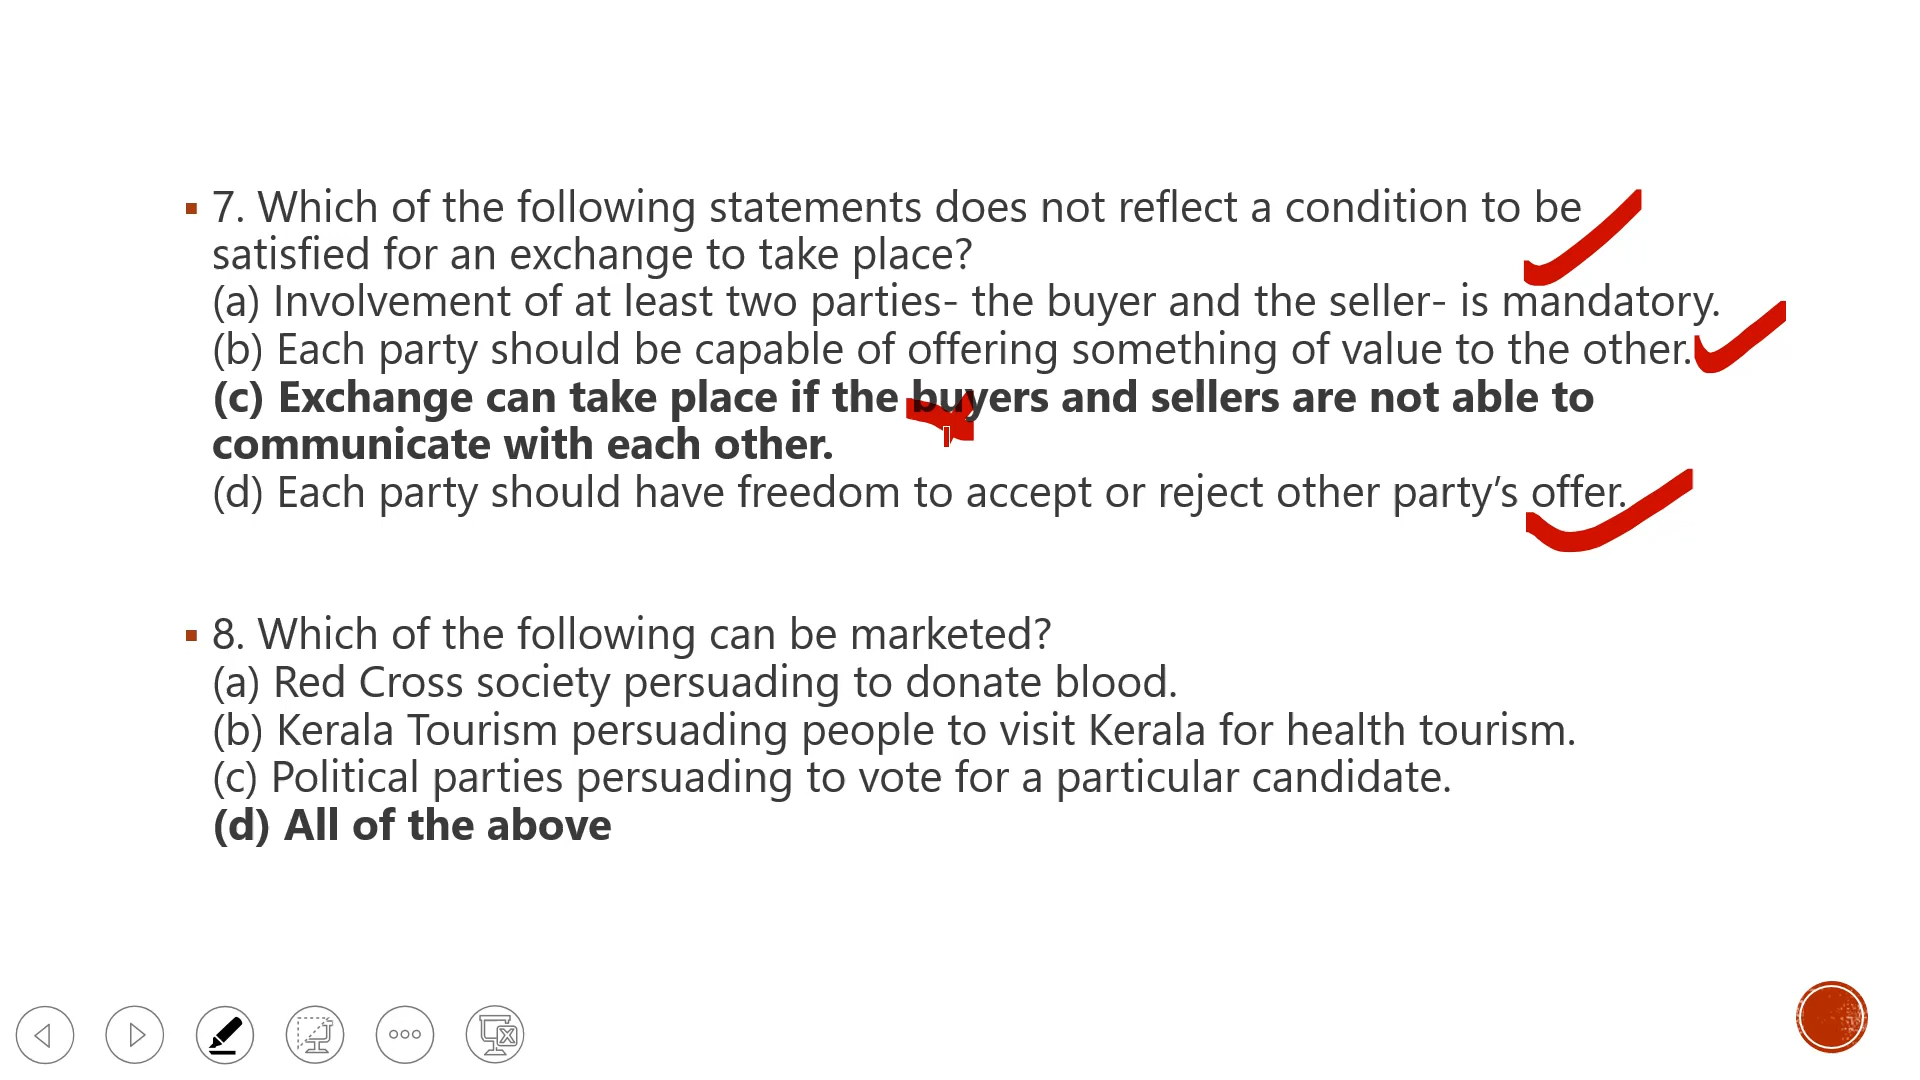 7. Which of the following statements does not reflect a condition to be
satisfied for an exchange to take place?
(a) Involvement of at least two parties- the buyer and the seller- is mandatory.
(b) Each party should be capable of offering something of value to the other.
(c) Exchange can take place if the buyers and sellers are not able to
communicate with each other.
(d) Each party should have freedom to accept or reject other party’s offer.
8. Which of the following can be marketed?
(a) Red Cross society persuading to donate blood.
(b) Kerala Tourism persuading people to visit Kerala for health tourism.
(c) Political parties persuading to vote for a particular candidate.
(d) All of the above